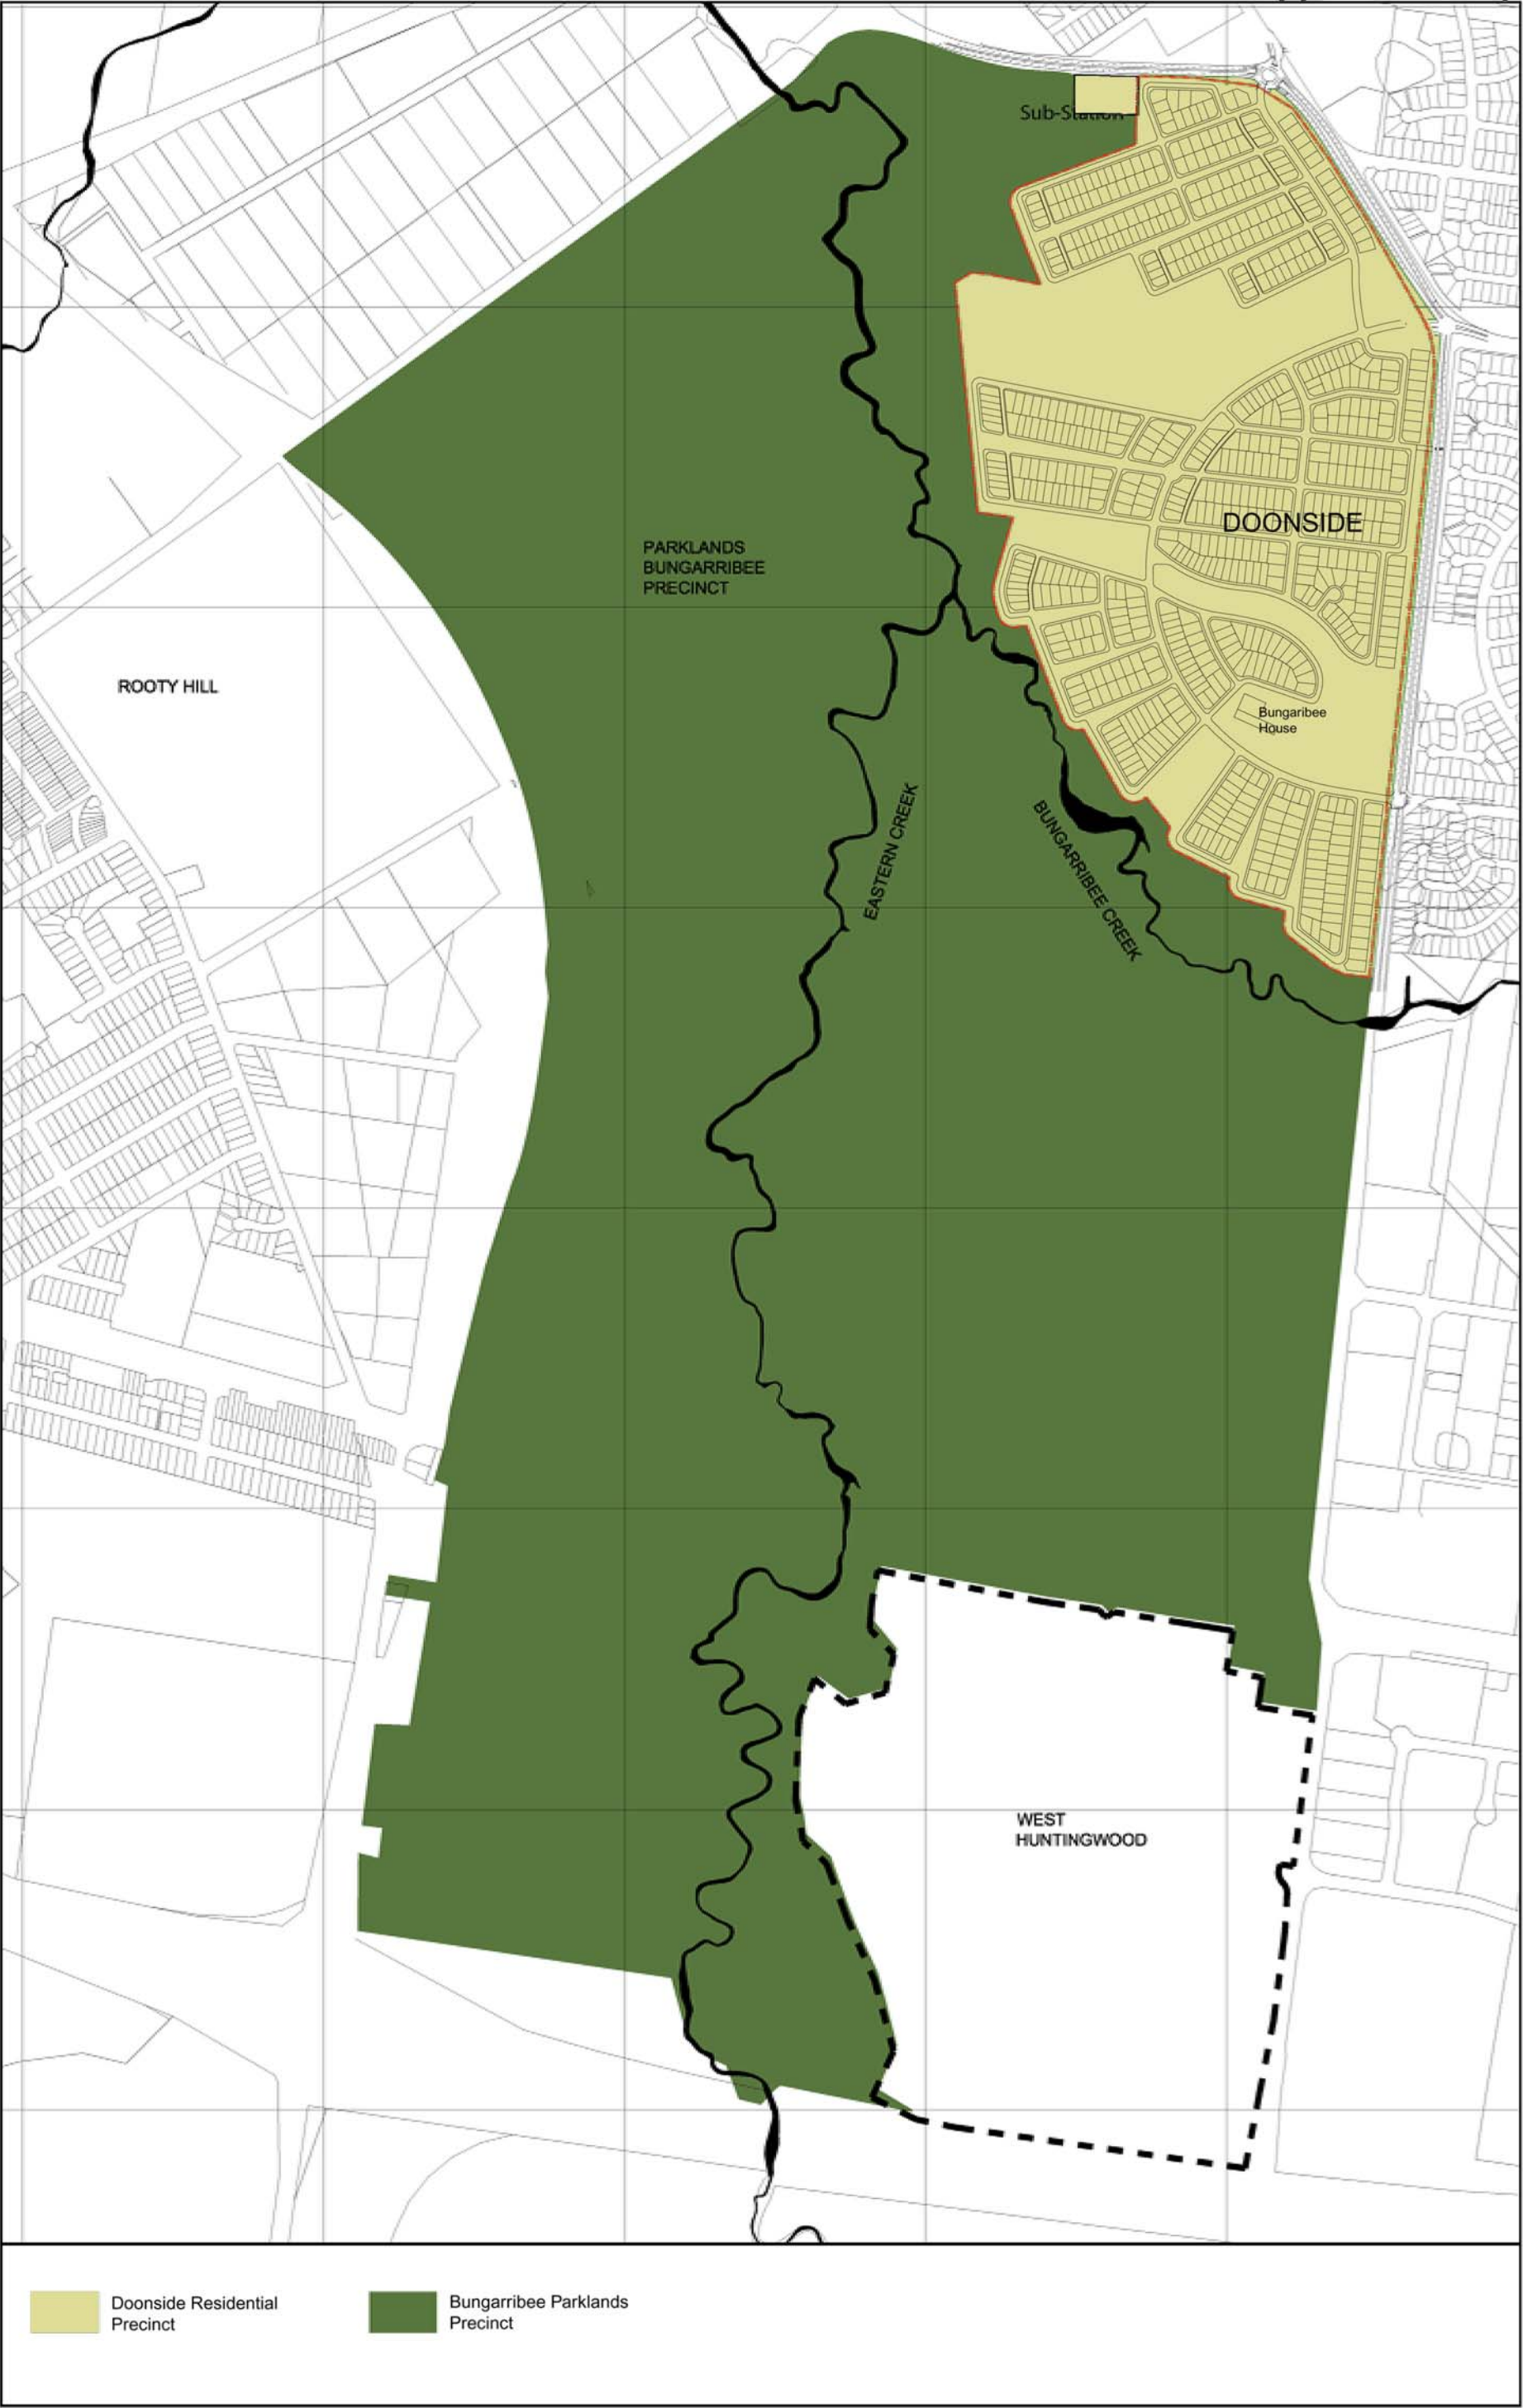 Sub-Station
DOONSIDE
PARKLANDS
BUNGARRIBEE
PRECINCT
ROOTY HILL
Bungaribee
House
EASTERN CREEK
BUNGARRIBEE CREEK
WEST
HUNTINGWOOD
Doonside Residential
Precinct
Bungarribee Parklands
Precinct